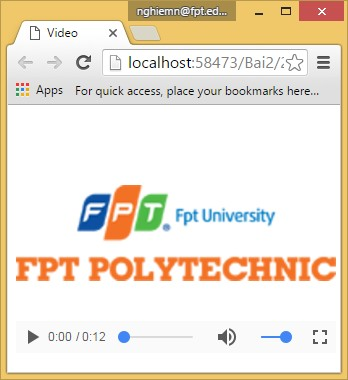 nghiemn@fpt.ed...
Video
localhost:58473/Bai2/
Apps For quick access, place your bookmarks here...
FPT Fpt University
FPT POLYTECHNIC
0:00 / 0:12